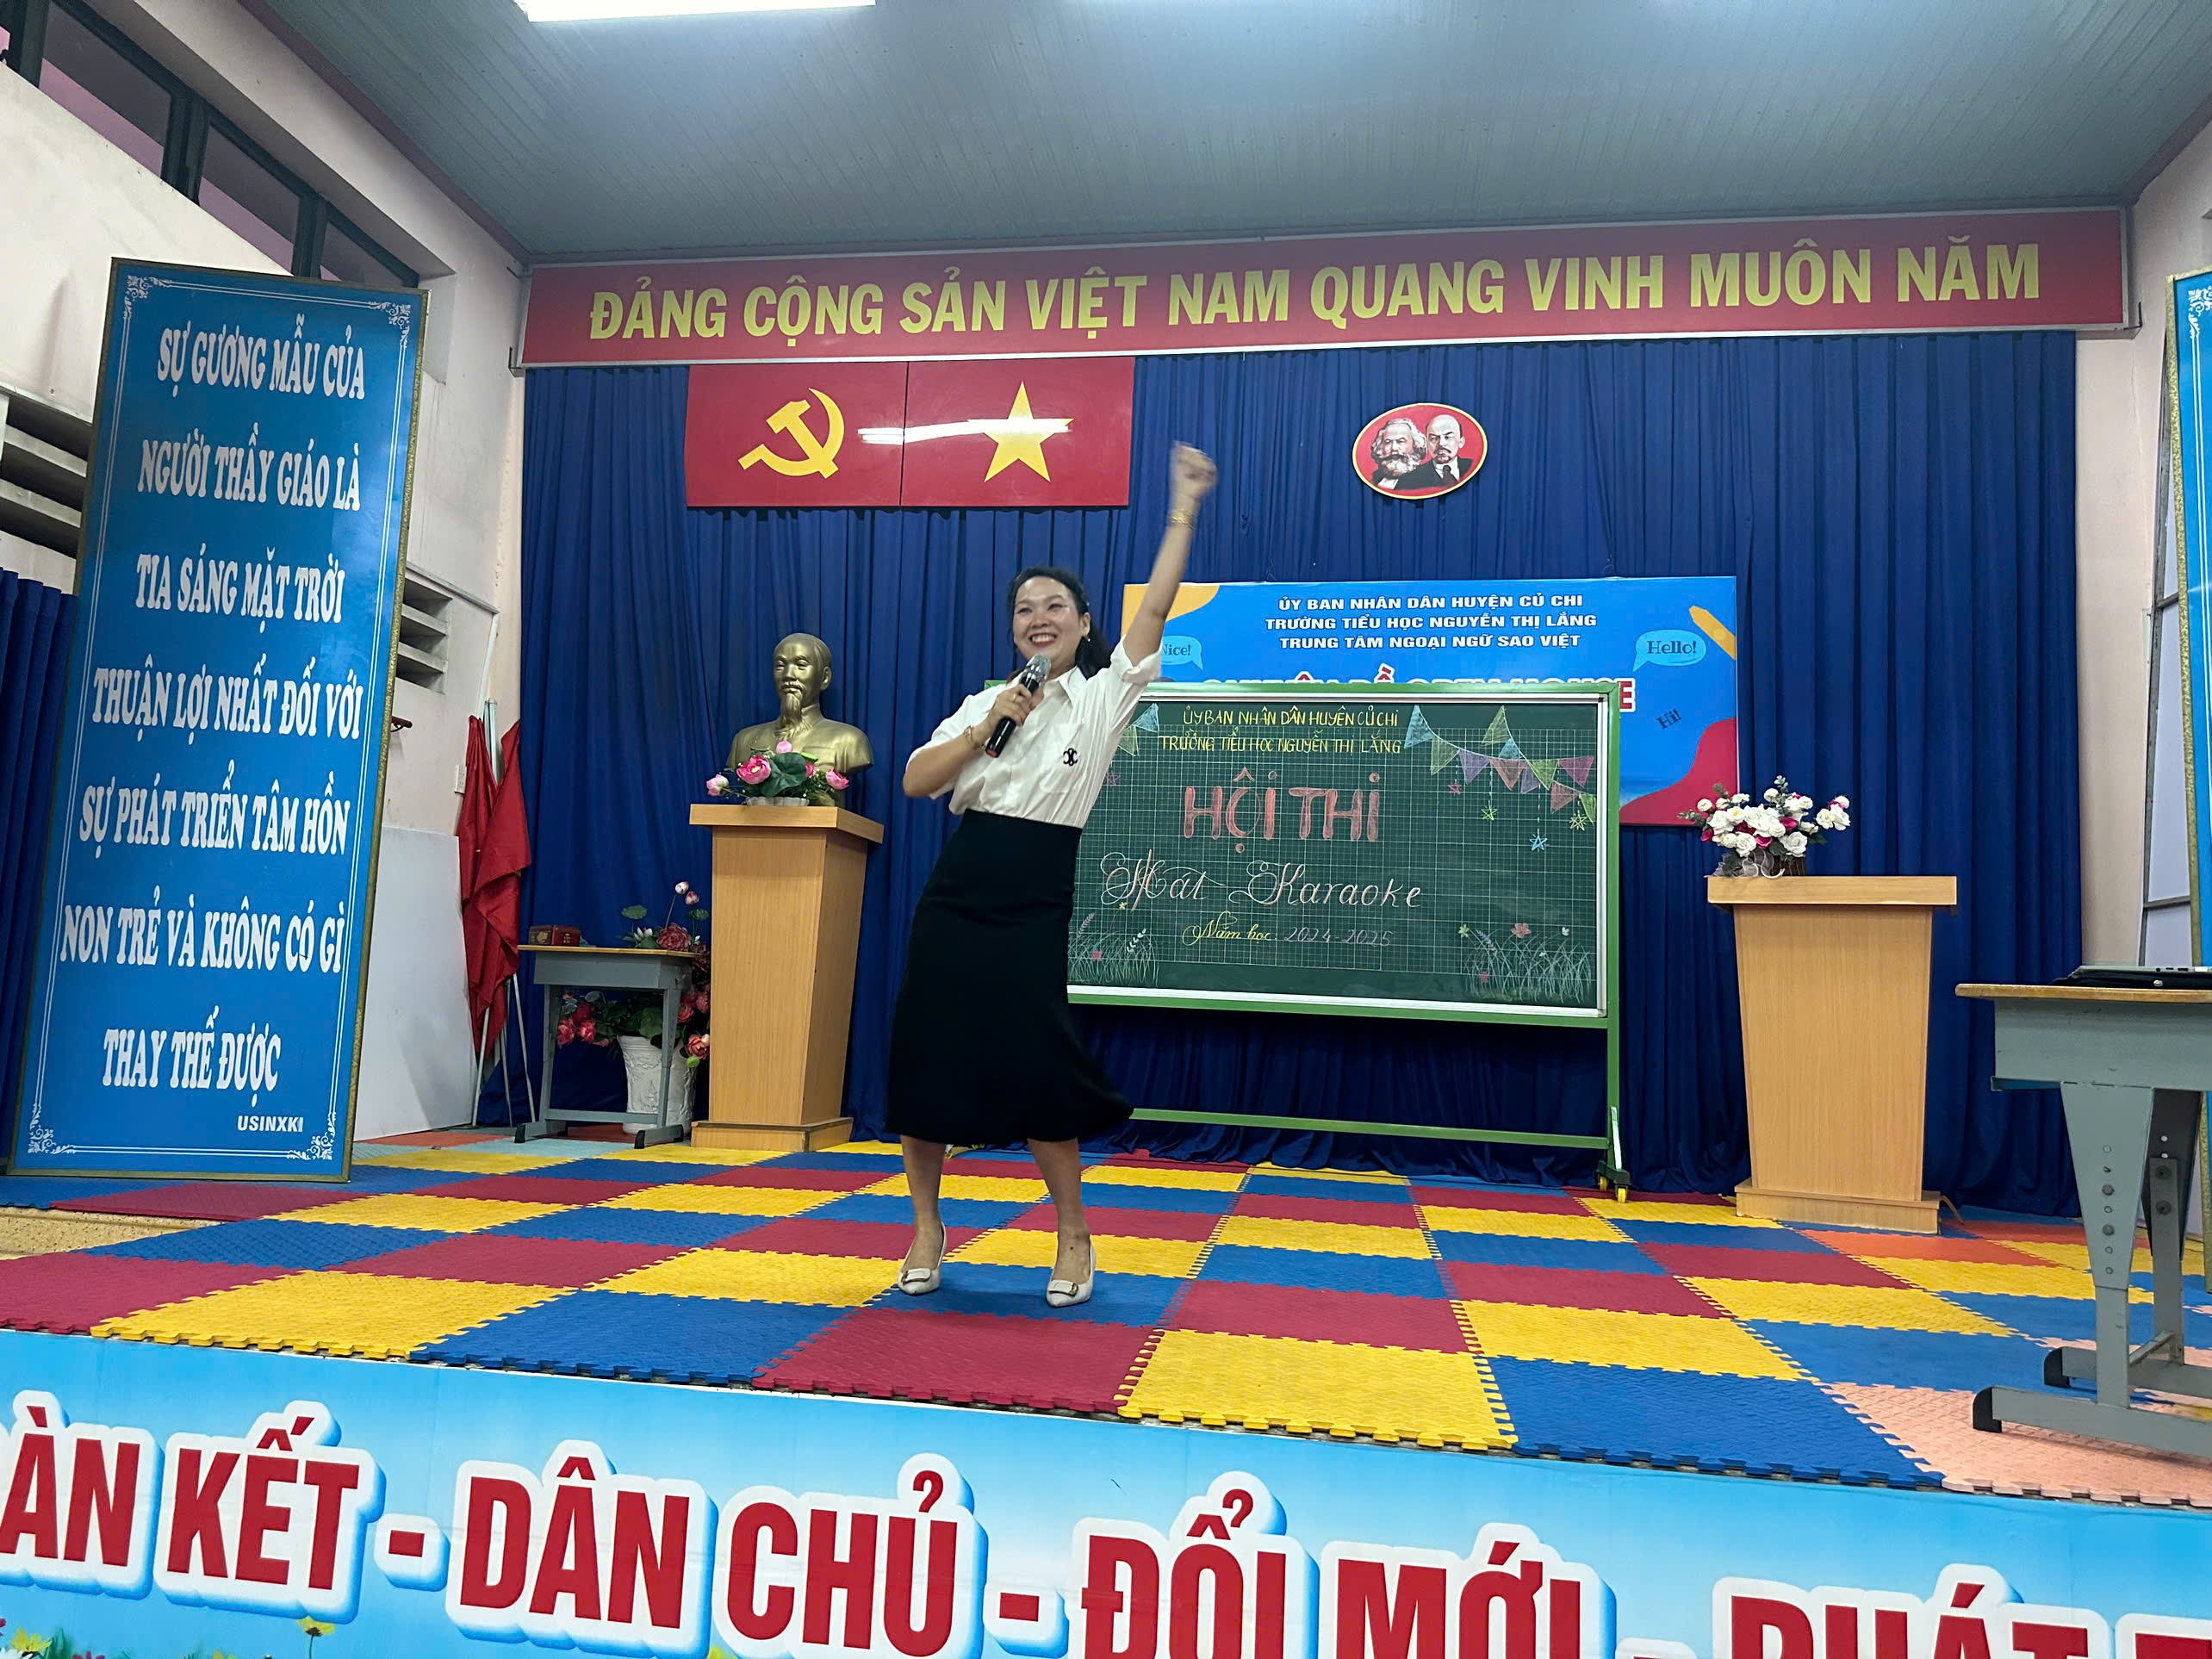 ĐẢNG CỘNG SẢN VIỆT NAM QUANG VINH MUÔN NĂM
SỰ GƯƠNG MẪU CỦA
NGƯỜI THẦY GIÁO LÀ
TIA SÁNG MẶT TRỜI
THUẬN LỢI NHẤT ĐỐI VỚI
SỰ PHÁT TRIỂN TÂM HỒN
NON TRẺ VÀ KHÔNG CÓ GÌ
THAY THẾ ĐƯỢC
USINXKI
ỦY BAN NHÂN DÂN HUYỆN CỦ CHI
TRƯỜNG TIỂU HỌC NGUYỄN THỊ LẮNG
TRUNG TÂM NGOẠI NGỮ SAO VIỆT
Nice!
Hello!
Hi!
ỦY BAN NHÂN DÂN HUYỆN CỦ CHI
TRƯỜNG TIỂU HỌC NGUYỄN THỊ LẮNG
HỘI THI
Hát Karaoke
Năm học: 2024-2025
KẾT - DÂN CHỦ - ĐỔI MỚI - PHÁT